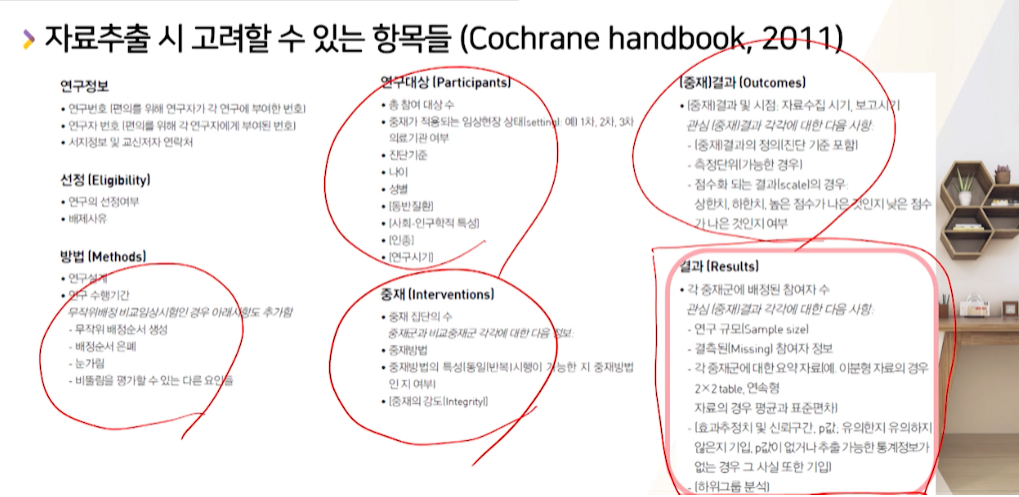 자료추출 시 고려할 수 있는 항목들 (Cochrane handbook, 2011)
연구정보
• 연구번호 (편의를 위해 연구자가 각 연구에 부여한 번호)
• 연구자 번호 (편의를 위해 각 연구자에게 부여된 번호)
• 서지정보 및 교신저자 연락처
선정 (Eligibility)
• 연구의 선정여부
• 배제사유
방법 (Methods)
• 연구설계
• 연구 수행기간
무작위배정 비교임상시험인 경우 아래사항도 추가함
- 무작위 배정순서 생성
- 배정순서 은폐
- 눈가림
- 비뚤림을 평가할 수 있는 다른 요인들
연구대상 (Participants)
• 총 참여 대상 수
• 중재가 적용되는 임상현장 상태(setting): 예) 1차, 2차, 3차
의료기관 여부
• 진단기준
• 나이
• 성별
• [동반질환]
• [사회-인구학적 특성]
• [인종]
• [연구시기]
중재 (Interventions)
• 중재 집단의 수
중재군과 비교중재군 각각에 대한 다음 정보:
• 중재방법
• 중재방법의 특성(동일(반복)시행이 가능한 지 중재방법
인 지 여부)
• [중재의 강도(Integrity)]
(중재)결과 (Outcomes)
• (중재)결과 및 시점: 자료수집 시기, 보고시기
관심 (중재)결과 각각에 대한 다음 사항:
- (중재)결과의 정의(진단 기준 포함)
- 측정단위(가능한 경우)
- 점수화 되는 결과(scale)의 경우:
상한치, 하한치, 높은 점수가 나은 것인지 낮은 점수
가 나은 것인지 여부
결과 (Results)
• 각 중재군에 배정된 참여자 수
관심 (중재)결과 각각에 대한 다음 사항:
- 연구 규모(Sample size)
- 결측된(Missing) 참여자 정보
- 각 중재군에 대한 요약 자료(예. 이분형 자료의 경우
2×2 table, 연속형
자료의 경우 평균과 표준편차)
- [효과추정치 및 신뢰구간, p값, 유의한지 유의하지
않은지 기입, p값이 없거나 추출 가능한 통계정보가
없는 경우 그 사실 또한 기입]
- [하위그룹 분석]